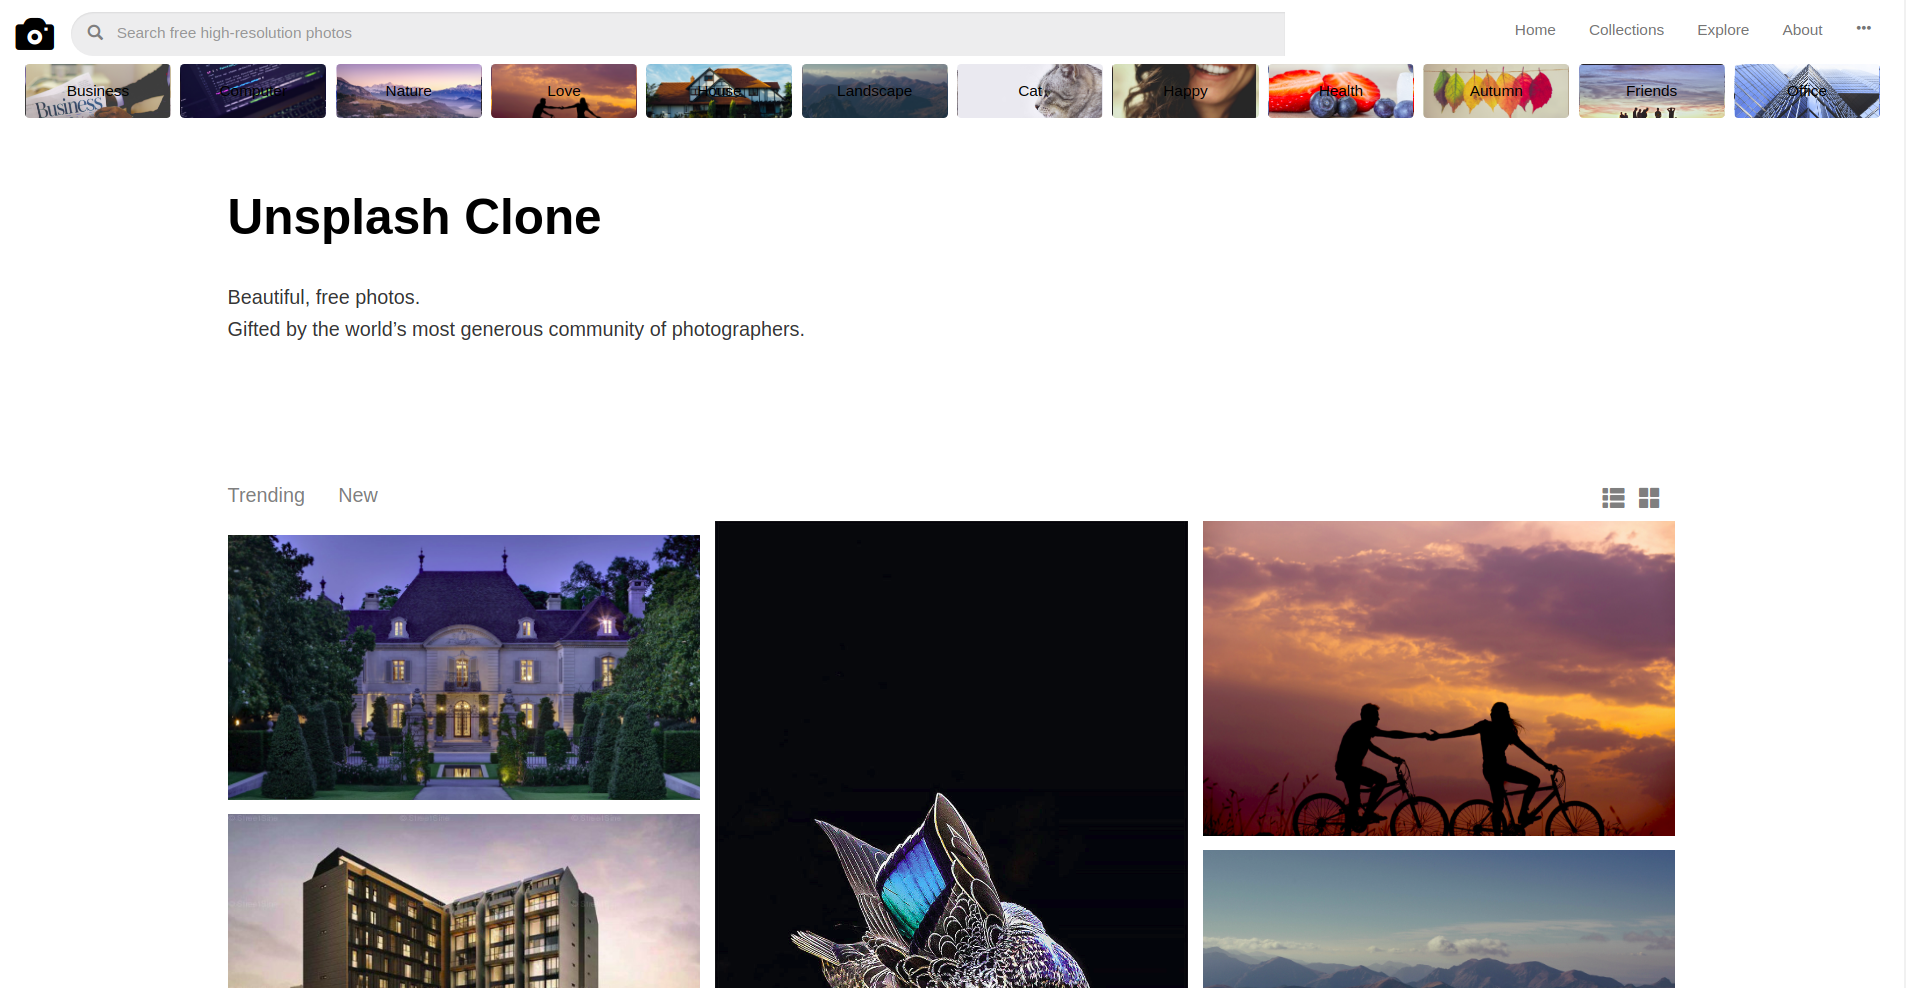 Search free high-resolution photos
Home Collections Explore About •••
Business Computer Nature Love House Landscape Cat Happy Health Autumn Friends Office
Business
Unsplash Clone
Beautiful, free photos.
Gifted by the world’s most generous community of photographers.
Trending New